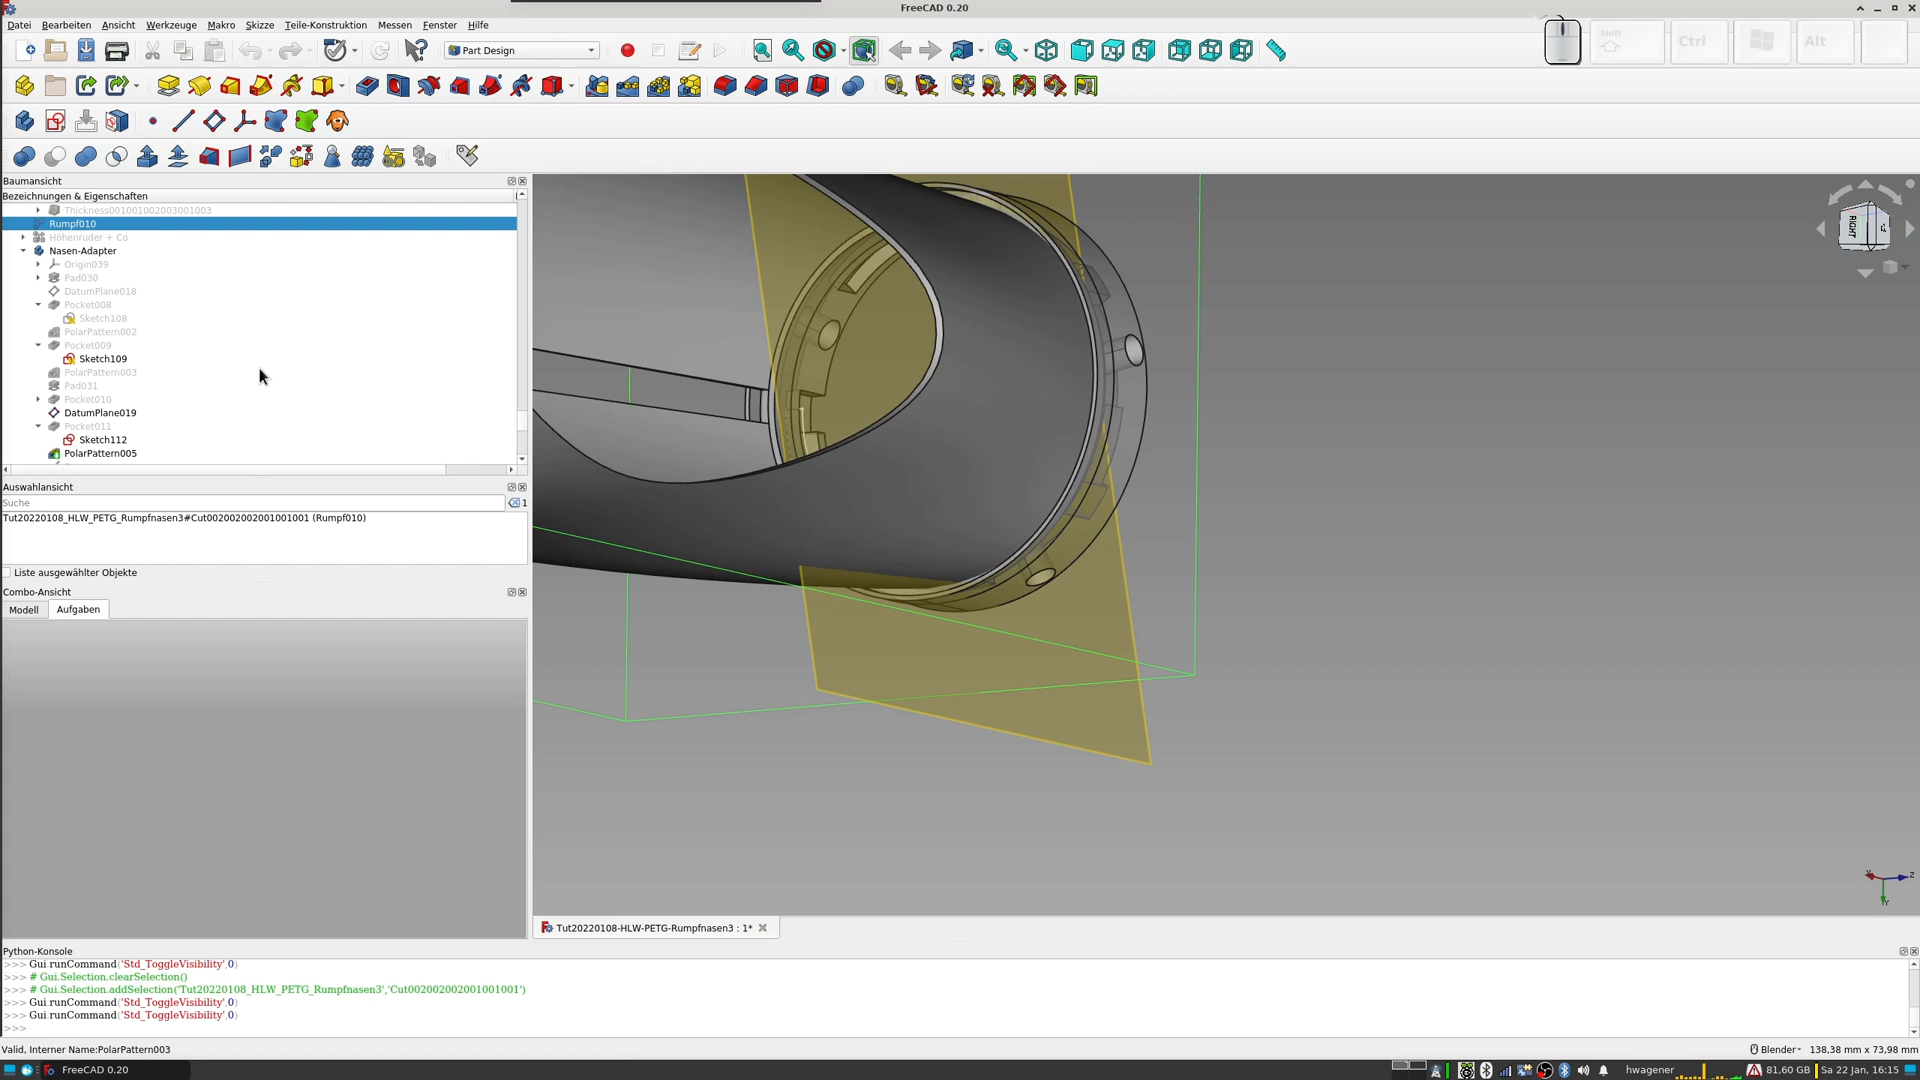 FreeCAD 0.20
Datei Bearbeiten Ansicht Werkzeuge Makro Skizze Teile-Konstruktion Messen Fenster Hilfe
Part Design
Shift
Ctrl
Alt
Baumansicht
Bezeichnungen & Eigenschaften
Thickness001001002003001003
Rumpf010
Höhenruder + Co
Nasen-Adapter
Origin039
Pad030
DatumPlane018
Pocket008
Sketch108
PolarPattern002
Pocket009
Sketch109
PolarPattern003
Pad031
Pocket010
DatumPlane019
Pocket011
Sketch112
PolarPattern005
Auswahlansicht
Suche
1
Tut20220108_HLW_PETG_Rumpfnasen3#Cut002002002001001001 (Rumpf010)
Liste ausgewählter Objekte
Combo-Ansicht
Modell Aufgaben
RIGHT
X
Z
Y
Tut20220108-HLW-PETG-Rumpfnasen3 : 1*
Python-Konsole
>>> Gui.runCommand('Std_ToggleVisibility',0)
>>> # Gui.Selection.clearSelection()
>>> # Gui.Selection.addSelection('Tut20220108_HLW_PETG_Rumpfnasen3','Cut002002002001001001')
>>> Gui.runCommand('Std_ToggleVisibility',0)
>>> Gui.runCommand('Std_ToggleVisibility',0)
>>>
Valid, Interner Name:PolarPattern003
Blender
138,38 mm x 73,98 mm
FreeCAD 0.20
hwagener
81,60 GB
Sa 22 Jan, 16:15